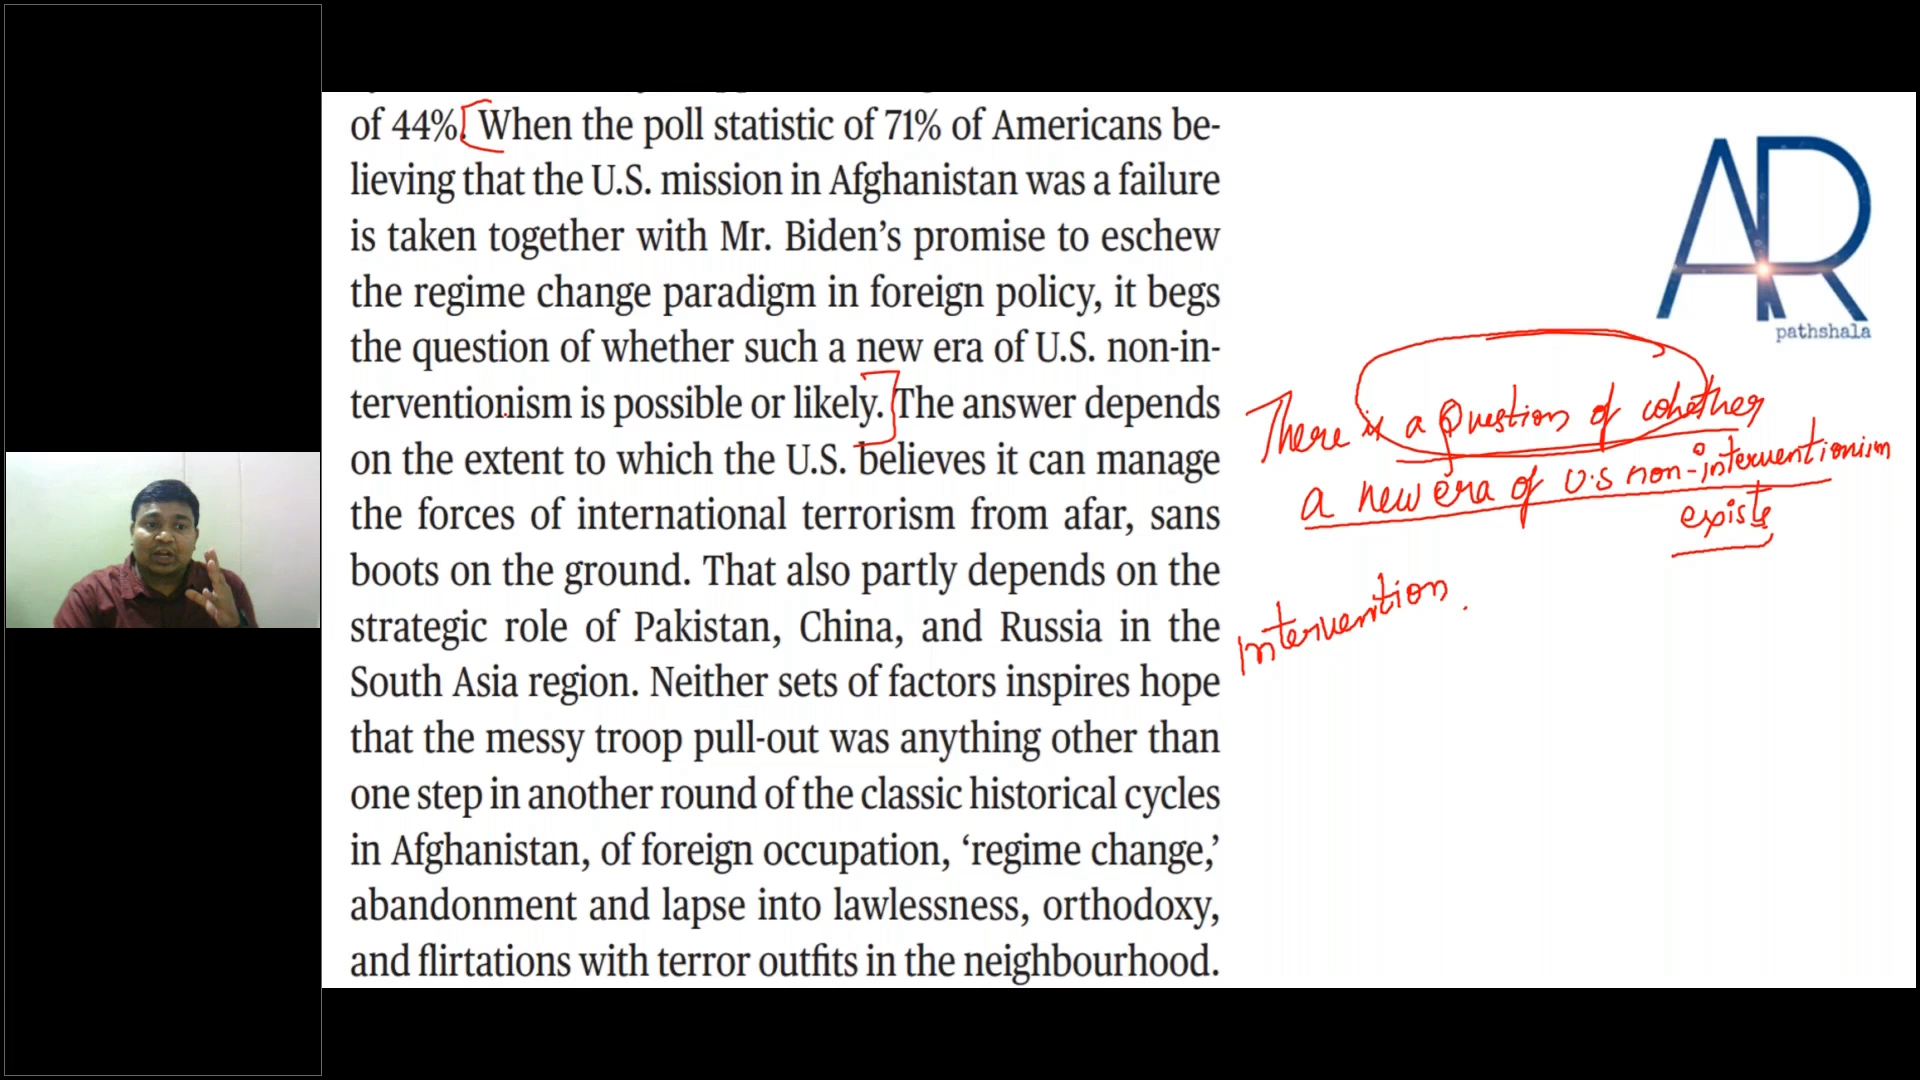 of 44%. When the poll statistic of 71% of Americans be-
lieving that the U.S. mission in Afghanistan was a failure
is taken together with Mr. Biden’s promise to eschew
the regime change paradigm in foreign policy, it begs
the question of whether such a new era of U.S. non-in-
terventionism is possible or likely. The answer depends
on the extent to which the U.S. believes it can manage
the forces of international terrorism from afar, sans
boots on the ground. That also partly depends on the
strategic role of Pakistan, China, and Russia in the
South Asia region. Neither sets of factors inspires hope
that the messy troop pull-out was anything other than
one step in another round of the classic historical cycles
in Afghanistan, of foreign occupation, ‘regime change,’
abandonment and lapse into lawlessness, orthodoxy,
and flirtations with terror outfits in the neighbourhood.
AR
pathshala
There is a Question of whether
a new era of U.S non-interventionism
exists
Intervention.